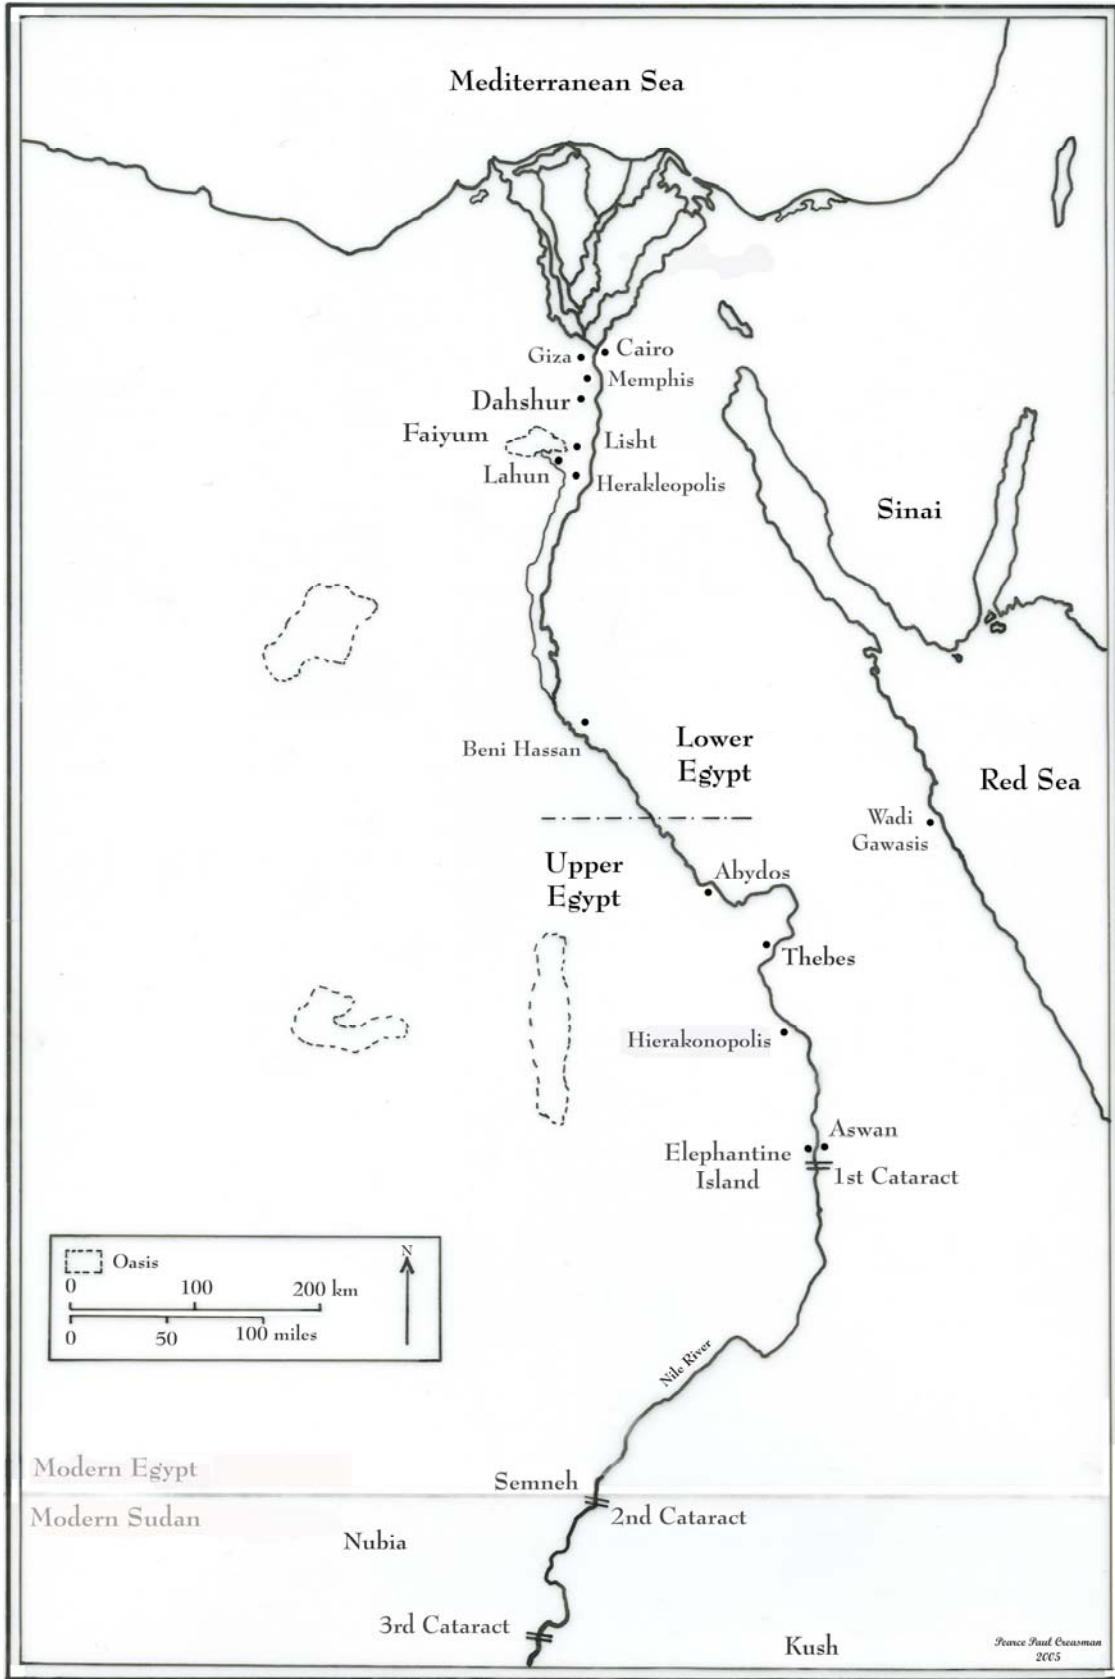 Mediterranean Sea
Giza
Cairo
Memphis
Dahshur
Faiyum
Lisht
Lahun
Herakleopolis
Sinai
Beni Hassan
Lower
Egypt
Red Sea
Wadi
Gawasis
Upper
Egypt
Abydos
Thebes
Hierakonopolis
Aswan
Elephantine
Island
1st Cataract
Oasis
N
0 100 200 km
0 50 100 miles
Nile River
Modern Egypt
Semneh
Modern Sudan
2nd Cataract
Nubia
3rd Cataract
Kush
Pearce Paul Creasman
2005